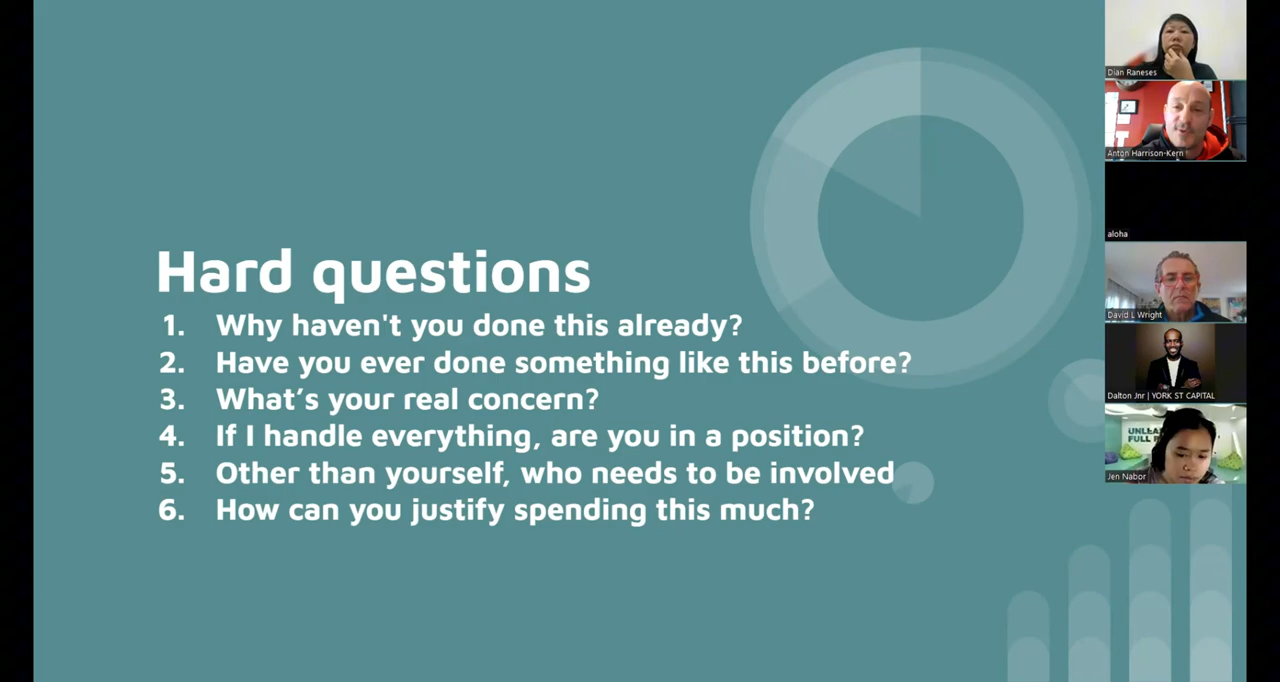 Hard questions
1. Why haven't you done this already?
2. Have you ever done something like this before?
3. What’s your real concern?
4. If I handle everything, are you in a position?
5. Other than yourself, who needs to be involved
6. How can you justify spending this much?
Dian Raneses
Anton Harrison-Kern
aloha
David L Wright
Dalton Jnr | YORK ST CAPITAL
Jen Nabor